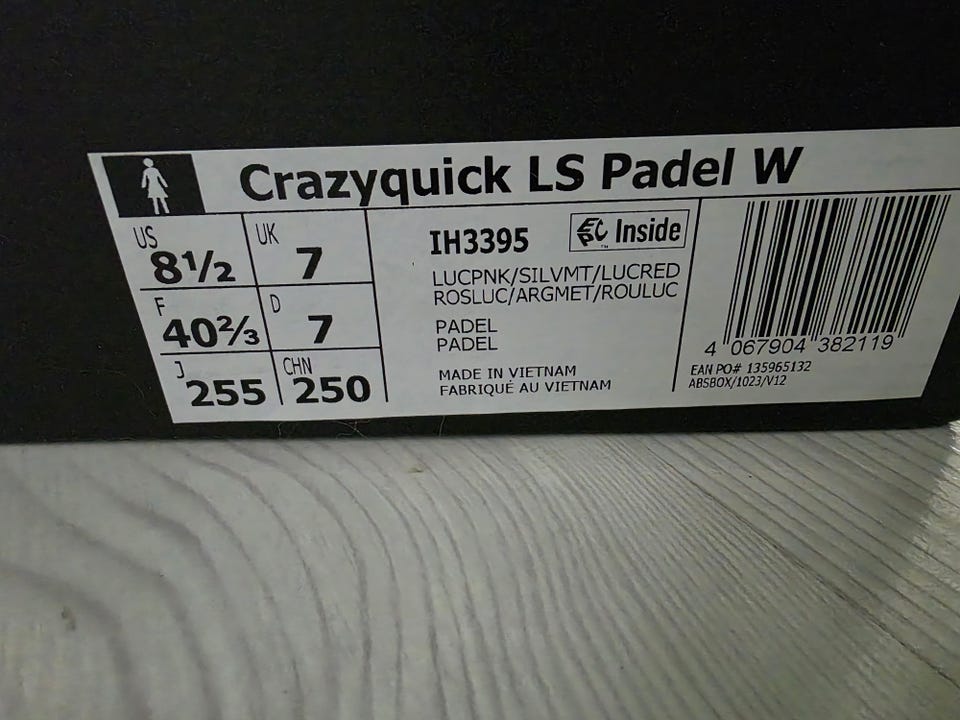 Crazyquick LS Padel W
US 8½ UK 7
F 40⅔ D 7
J 255 CHN 250
IH3395 EPC Inside
LUCPNK/SILVMT/LUCRED
ROSLUC/ARGMET/ROULUC
PADEL
PADEL
MADE IN VIETNAM
FABRIQUÉ AU VIETNAM
4 067904 382119
EAN PO# 135965132
ABSBOX/1023/V12